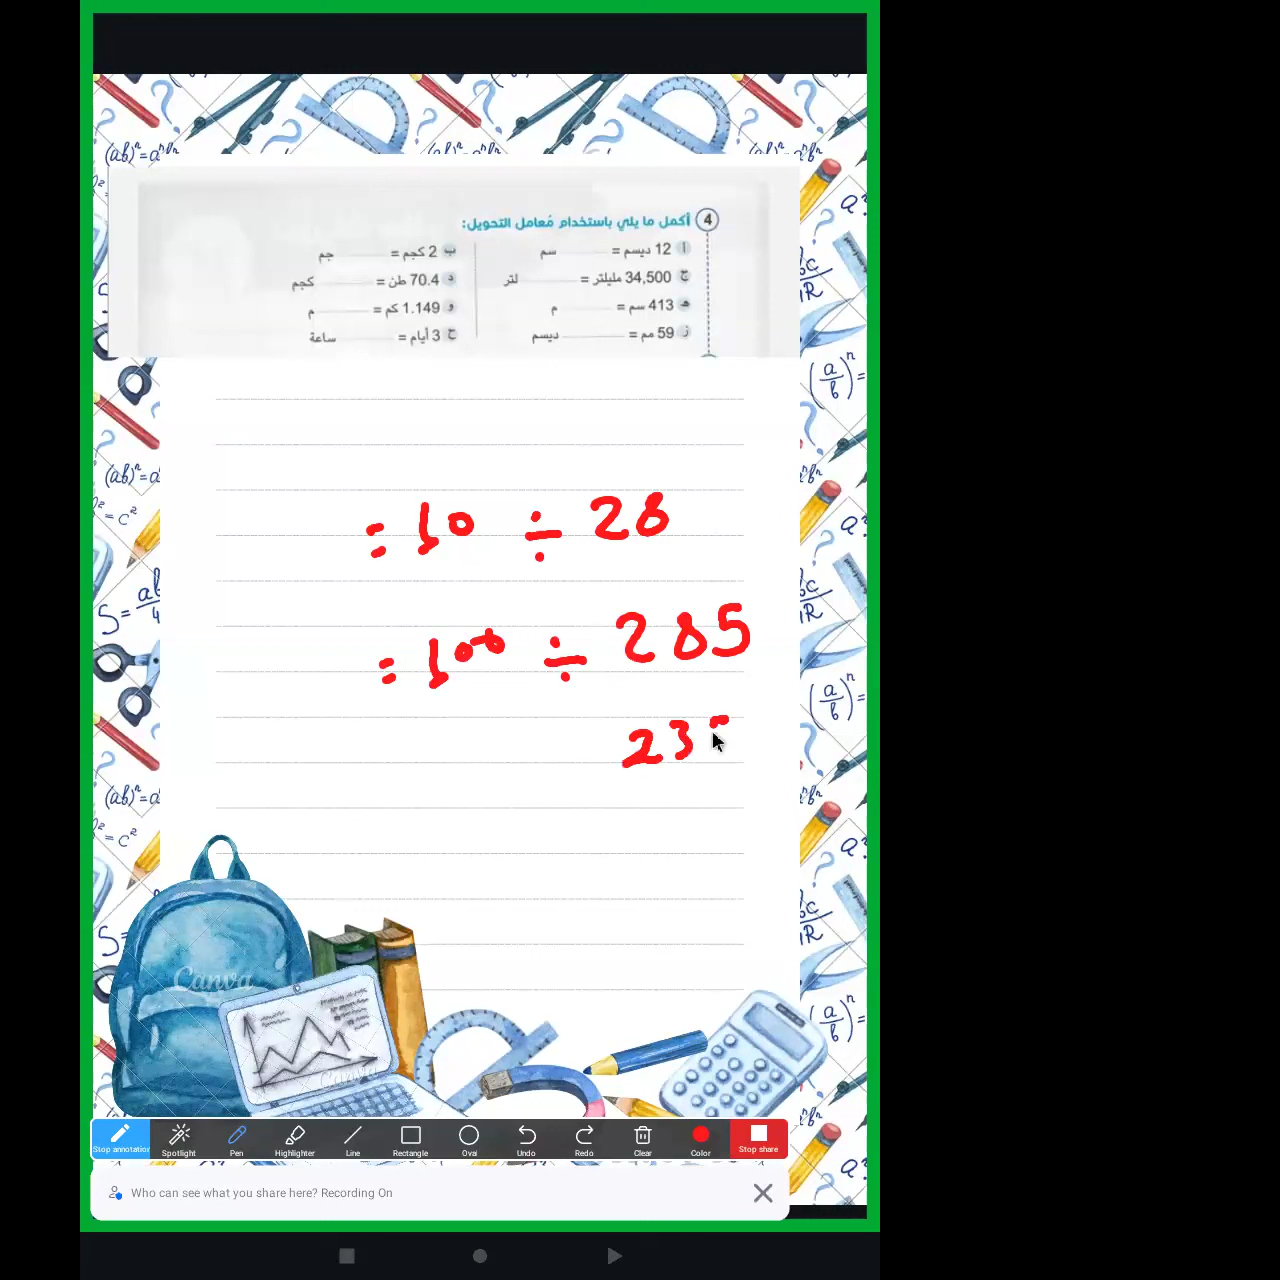 4 أكمل ما يلي باستخدام مُعامل التحويل:
أ 12 ديسم = سم
ب 2 كجم = جم
ج 34,500 مليلتر = لتر
د 70.4 طن = كجم
هـ 413 سم = م
و 1.149 كم = م
ز 59 مم = ديسم
ح 3 أيام = ساعة
28 ÷ 10 =
285 ÷ 100 =
23
Canva
Stop annotation Spotlight Pen Highlighter Line Rectangle Oval Undo Redo Clear Color Stop share
Who can see what you share here? Recording On